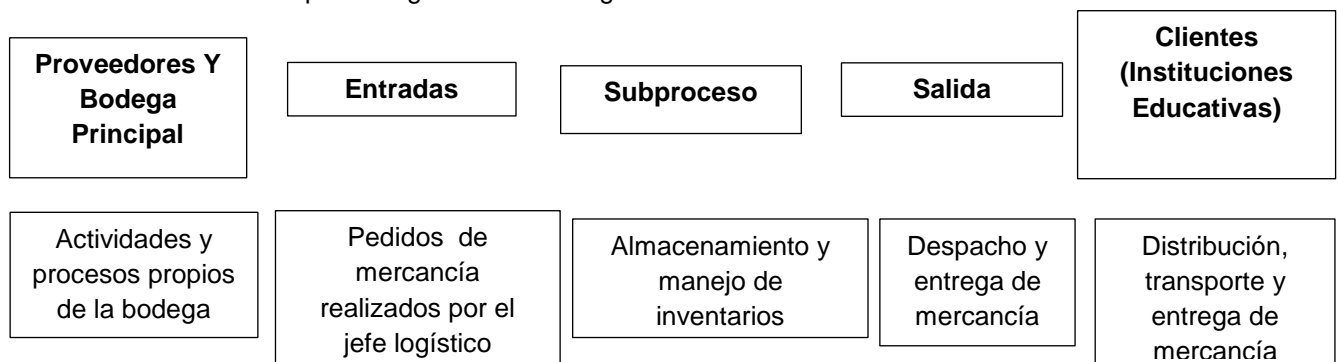 Proveedores Y
Bodega
Principal
Entradas
Subproceso
Salida
Clientes
(Instituciones
Educativas)
Actividades y
procesos propios
de la bodega
Pedidos de
mercancía
realizados por el
jefe logístico
Almacenamiento y
manejo de
inventarios
Despacho y
entrega de
mercancía
Distribución,
transporte y
entrega de
mercancía